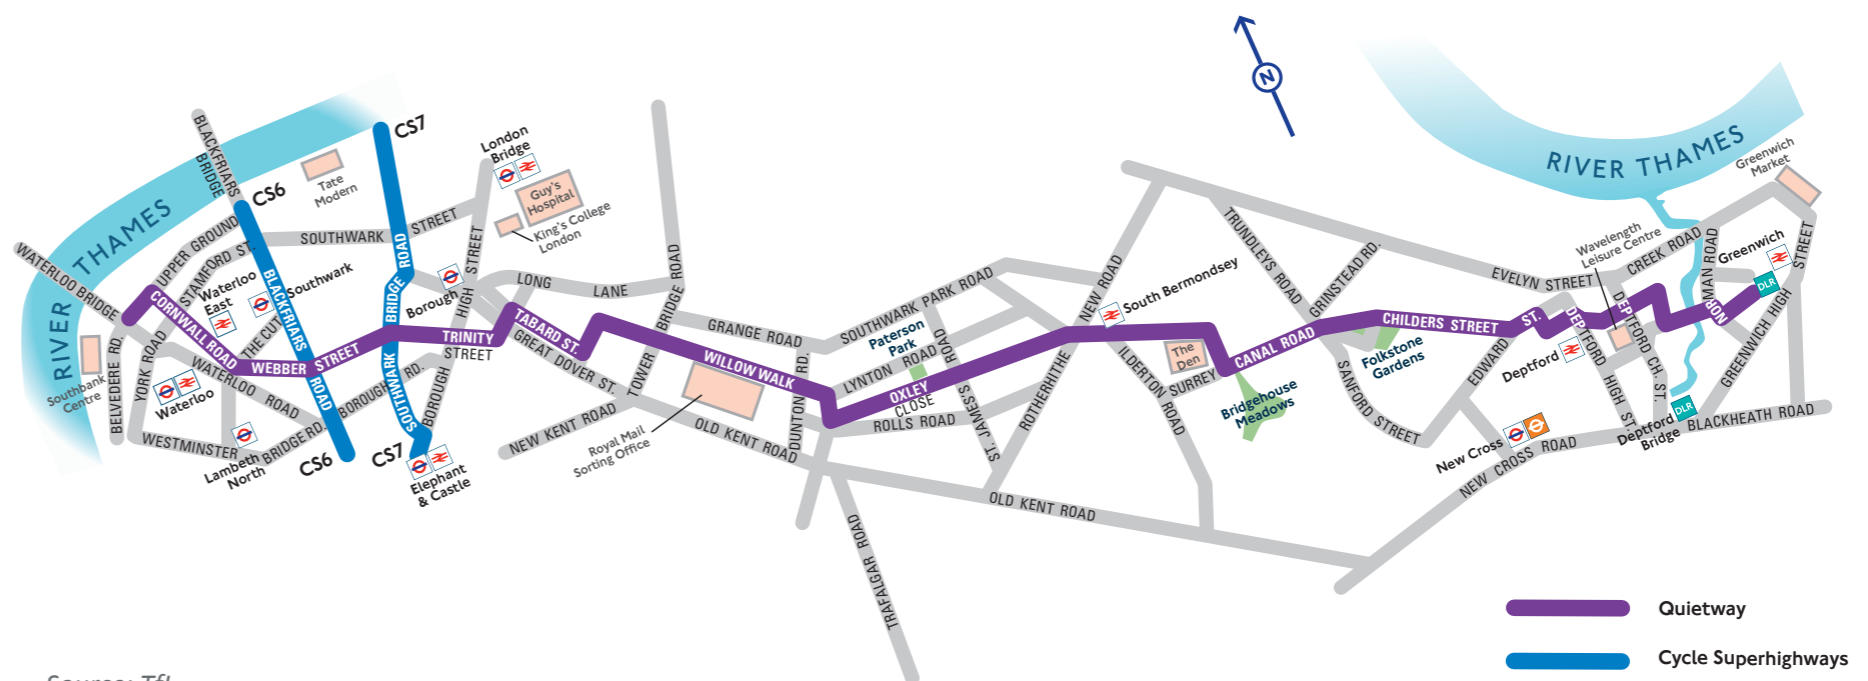 BLACKFRIARS
BRIDGE
CS6
CS7
Tate
Modern
London
Bridge
Guy's
Hospital
King's College
London
N
RIVER THAMES
Greenwich
Market
RIVER
THAMES
WATERLOO BRIDGE
UPPER GROUND
STAMFORD ST.
SOUTHWARK
STREET
Waterloo
East
Southwark
THE CUT
CORNWALL ROAD
BLACKFRIARS
ROAD
WEBBER
STREET
Southbank
Centre
BELVEDERE RD.
YORK ROAD
Waterloo
WATERLOO
ROAD
WESTMINSTER
BRIDGE RD.
Lambeth
North
CS6
SOUTHWARK
BRIDGE
ROAD
BOROUGH
RD.
CS7
Elephant
& Castle
Borough
BOROUGH
HIGH
STREET
TRINITY
STREET
LONG
LANE
TABARD ST.
GREAT DOVER ST.
NEW KENT ROAD
TOWER
BRIDGE
ROAD
GRANGE ROAD
WILLOW WALK
Royal Mail
Sorting Office
OLD KENT ROAD
DUNTON
RD.
SOUTHWARK PARK ROAD
Paterson
Park
LYNTON
ROAD
OXLEY
CLOSE
ROLLS ROAD
ST. JAMES'S
ROAD
ST.
ROTHERHITHE
NEW ROAD
OLD KENT ROAD
TRAFALGAR ROAD
South Bermondsey
The
Den
ILDERTON
ROAD
SURREY
CANAL ROAD
Bridgehouse
Meadows
TRUNDLEYS
ROAD
GRINSTEAD RD.
CHILDERS STREET
Folkstone
Gardens
SANFORD
STREET
EDWARD
ST.
EVELYN STREET
Wavelength
Leisure Centre
CREEK ROAD
Deptford
DEPTFORD
HIGH
ST.
DEPTFORD
CH. ST.
NORMAN ROAD
Greenwich
DLR
GREENWICH HIGH
STREET
New Cross
NEW CROSS
ROAD
Deptford
Bridge
DLR
BLACKHEATH ROAD
Quietway
Cycle Superhighways
Source: TfL